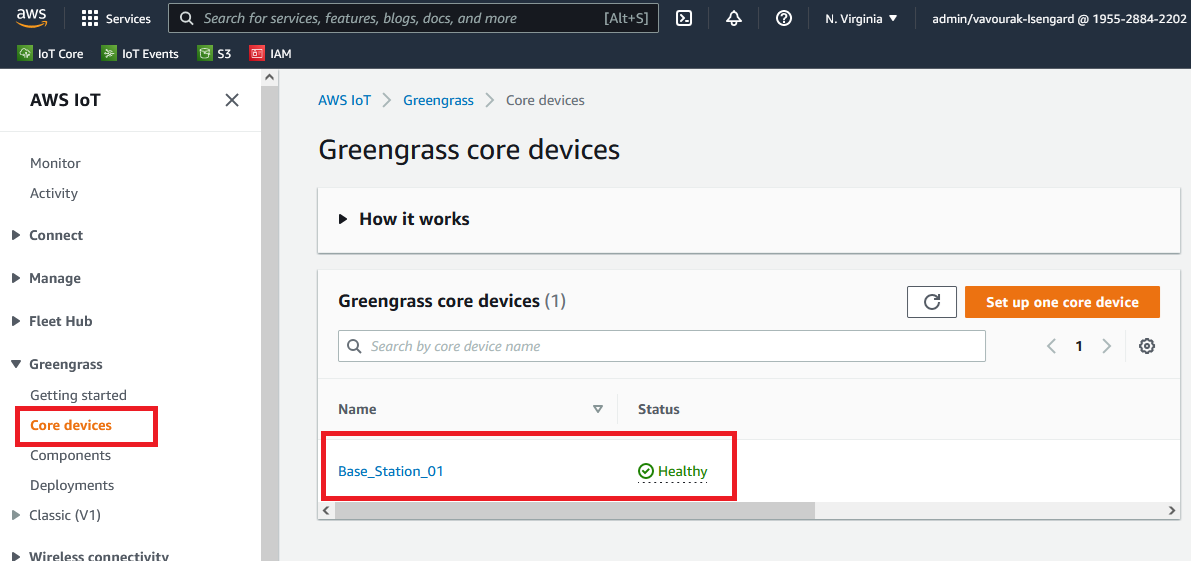 aws
Services
Search for services, features, blogs, docs, and more [Alt+S]
N. Virginia
admin/vavourak-Isengard @ 1955-2884-2202
IoT Core
IoT Events
S3
IAM
AWS IoT
Monitor
Activity
Connect
Manage
Fleet Hub
Greengrass
Getting started
Core devices
Components
Deployments
Classic (V1)
Wireless connectivity
AWS IoT > Greengrass > Core devices
Greengrass core devices
How it works
Greengrass core devices (1)
Set up one core device
Search by core device name
1
Name
Status
Base_Station_01
Healthy